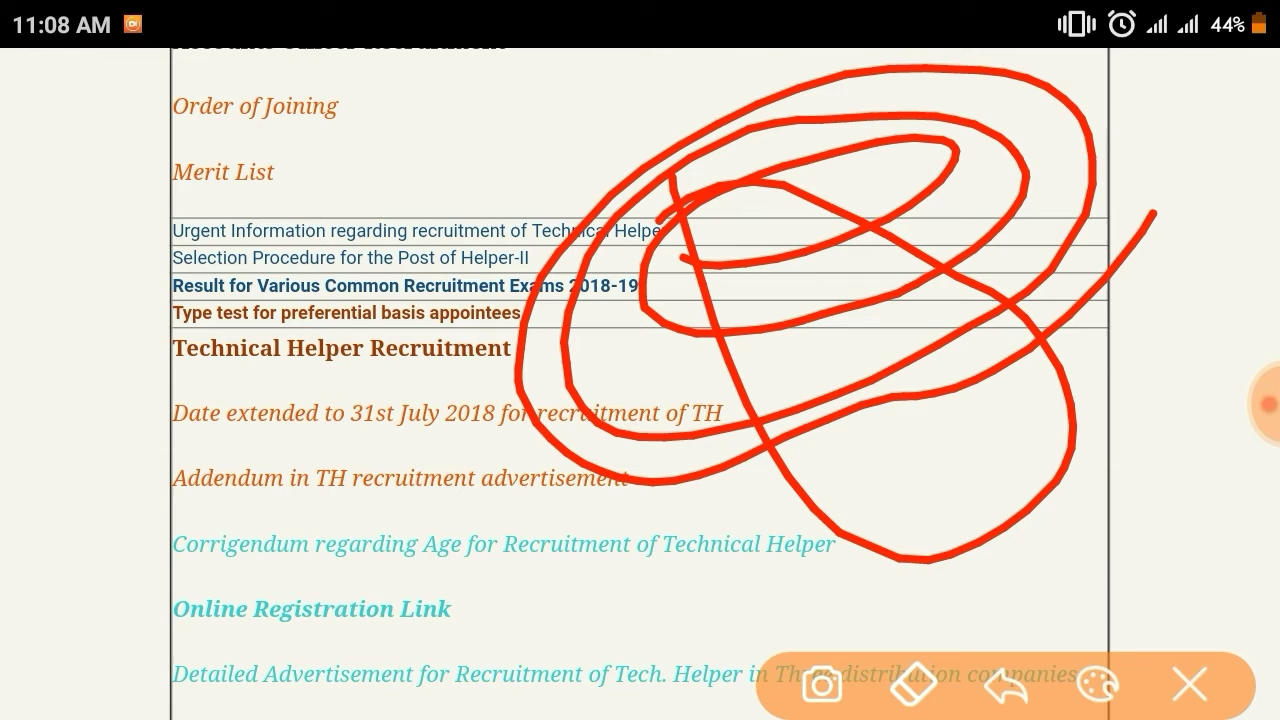 11:08 AM
44%
Order of Joining
Merit List
Urgent Information regarding recruitment of Technical Helper
Selection Procedure for the Post of Helper-II
Result for Various Common Recruitment Exams 2018-19
Type test for preferential basis appointees
Technical Helper Recruitment
Date extended to 31st July 2018 for recruitment of TH
Addendum in TH recruitment advertisement
Corrigendum regarding Age for Recruitment of Technical Helper
Online Registration Link
Detailed Advertisement for Recruitment of Tech. Helper in Three distribution companies